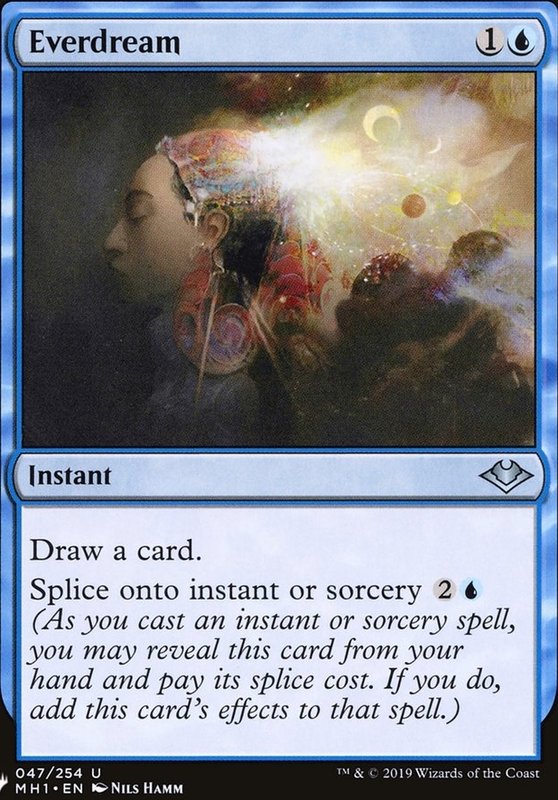 Everdream 1
Instant
Draw a card.
Splice onto instant or sorcery 2
(As you cast an instant or sorcery spell,
you may reveal this card from your
hand and pay its splice cost. If you do,
add this card's effects to that spell.)
047/254 U
MH1 • EN Nils Hamm
™ & © 2019 Wizards of the Coast